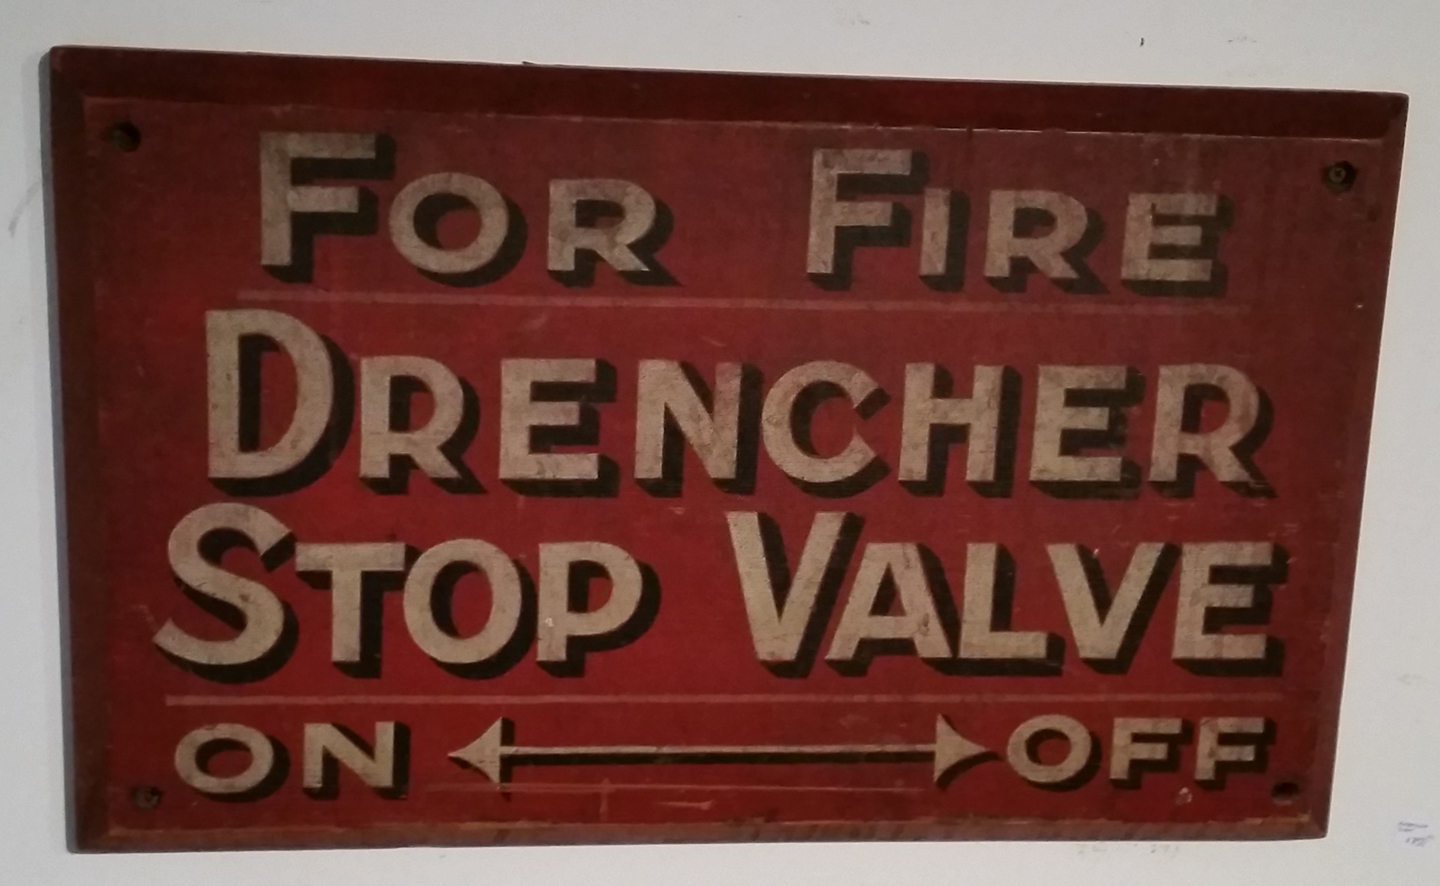 FOR FIRE
DRENCHER
STOP VALVE
ON OFF